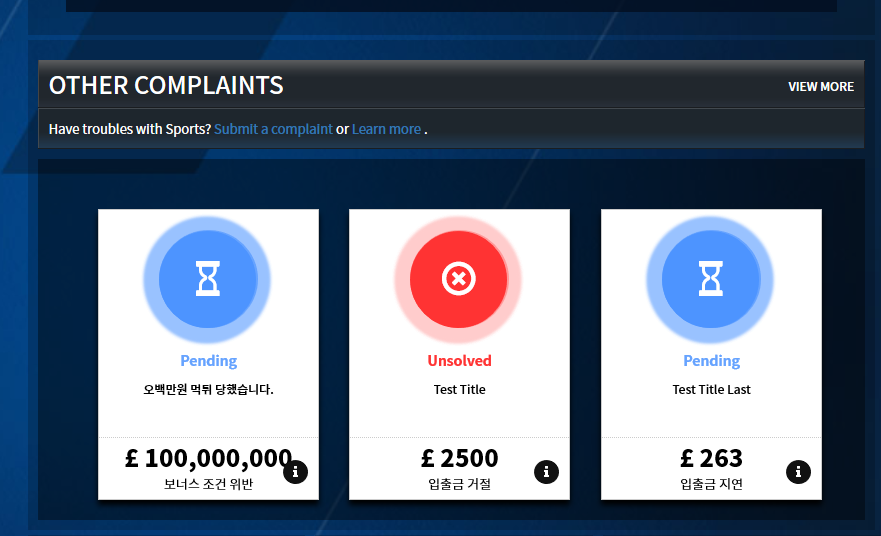 OTHER COMPLAINTS
VIEW MORE
Have troubles with Sports? Submit a complaint or Learn more .
Pending
오백만원 먹튀 당했습니다.
£ 100,000,000
보너스 조건 위반
Unsolved
Test Title
£ 2500
입출금 거절
Pending
Test Title Last
£ 263
입출금 지연